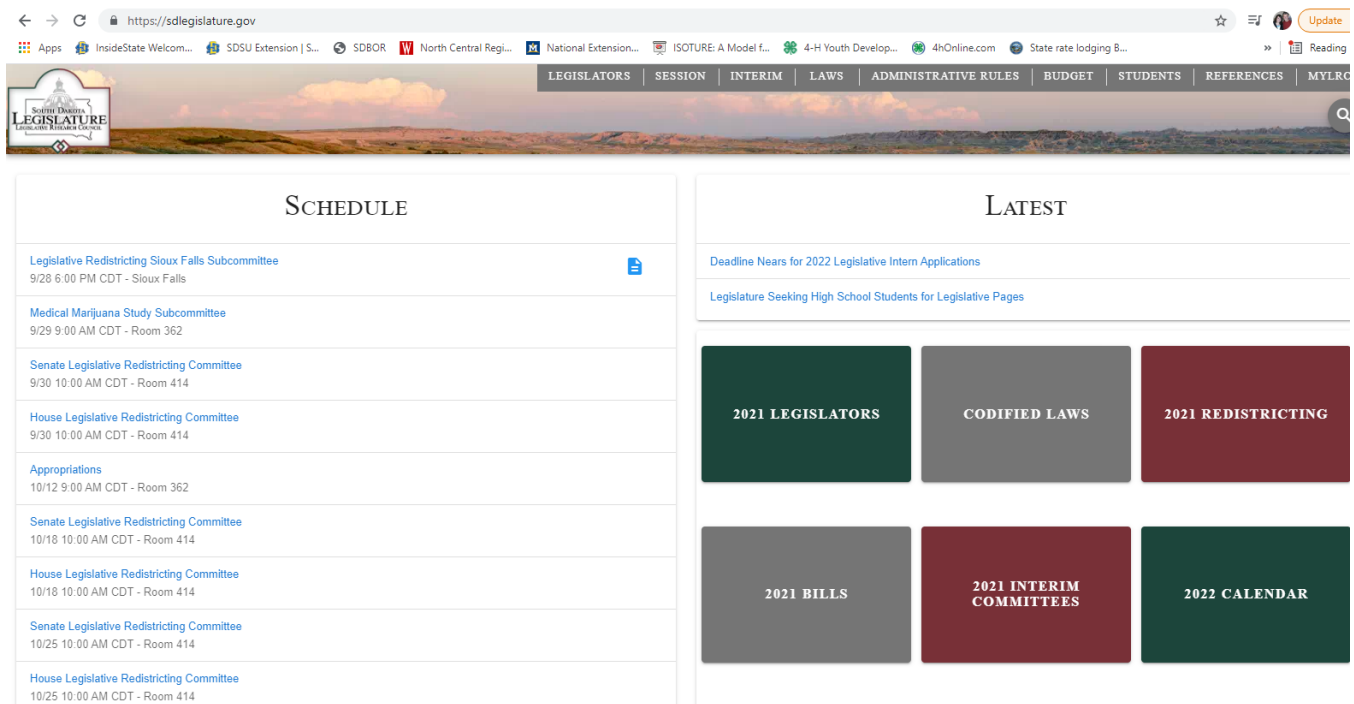 https://sdlegislature.gov
Update
Apps InsideState Welcom... SDSU Extension | S... SDBOR North Central Regi... National Extension... ISOTURE: A Model f... 4-H Youth Develop... 4hOnline.com State rate lodging B... » Reading
LEGISLATORS SESSION INTERIM LAWS ADMINISTRATIVE RULES BUDGET STUDENTS REFERENCES MYLRC
SOUTH DAKOTA
LEGISLATURE
LEGISLATIVE RESEARCH COUNCIL
SCHEDULE
Legislative Redistricting Sioux Falls Subcommittee
9/28 6:00 PM CDT - Sioux Falls
Medical Marijuana Study Subcommittee
9/29 9:00 AM CDT - Room 362
Senate Legislative Redistricting Committee
9/30 10:00 AM CDT - Room 414
House Legislative Redistricting Committee
9/30 10:00 AM CDT - Room 414
Appropriations
10/12 9:00 AM CDT - Room 362
Senate Legislative Redistricting Committee
10/18 10:00 AM CDT - Room 414
House Legislative Redistricting Committee
10/18 10:00 AM CDT - Room 414
Senate Legislative Redistricting Committee
10/25 10:00 AM CDT - Room 414
House Legislative Redistricting Committee
10/25 10:00 AM CDT - Room 414
LATEST
Deadline Nears for 2022 Legislative Intern Applications
Legislature Seeking High School Students for Legislative Pages
2021 LEGISLATORS
CODIFIED LAWS
2021 REDISTRICTING
2021 BILLS
2021 INTERIM
COMMITTEES
2022 CALENDAR